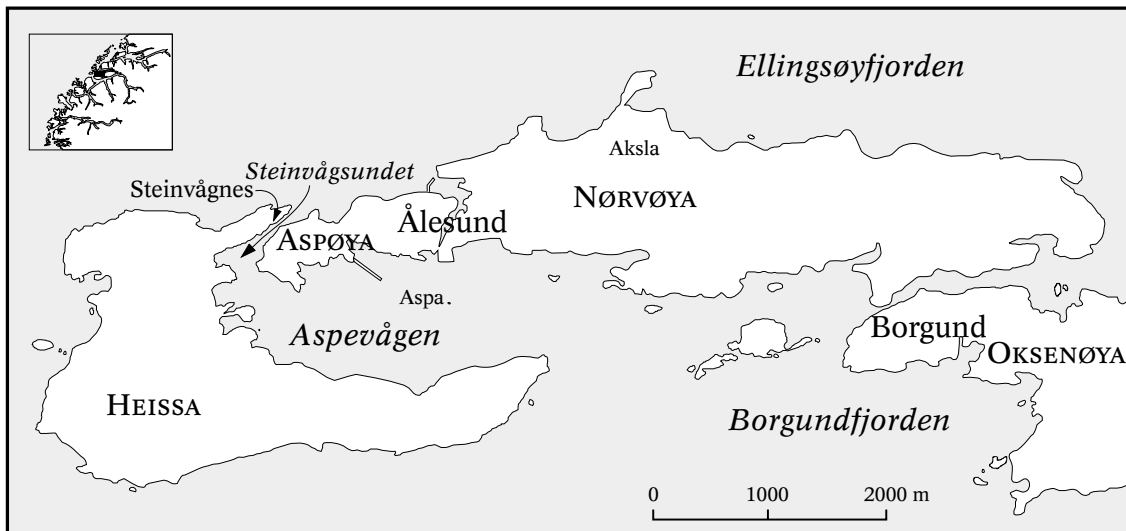 Ellingsøyfjorden
Aksla
Steinvågsundet
Steinvågnes
Nørvøya
Ålesund
Aspøya
Aspa.
Aspevågen
Borgund
Oksenøya
Heissa
Borgundfjorden
0 1000 2000 m